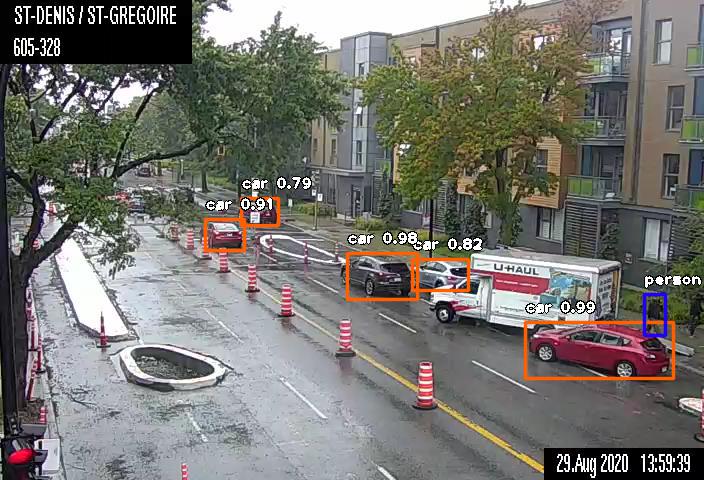 ST-DENIS / ST-GREGOIRE
605-328
car 0.79
car 0.91
car 0.98
car 0.82
U-HAUL
person
car 0.99
29.Aug 2020 13:59:39